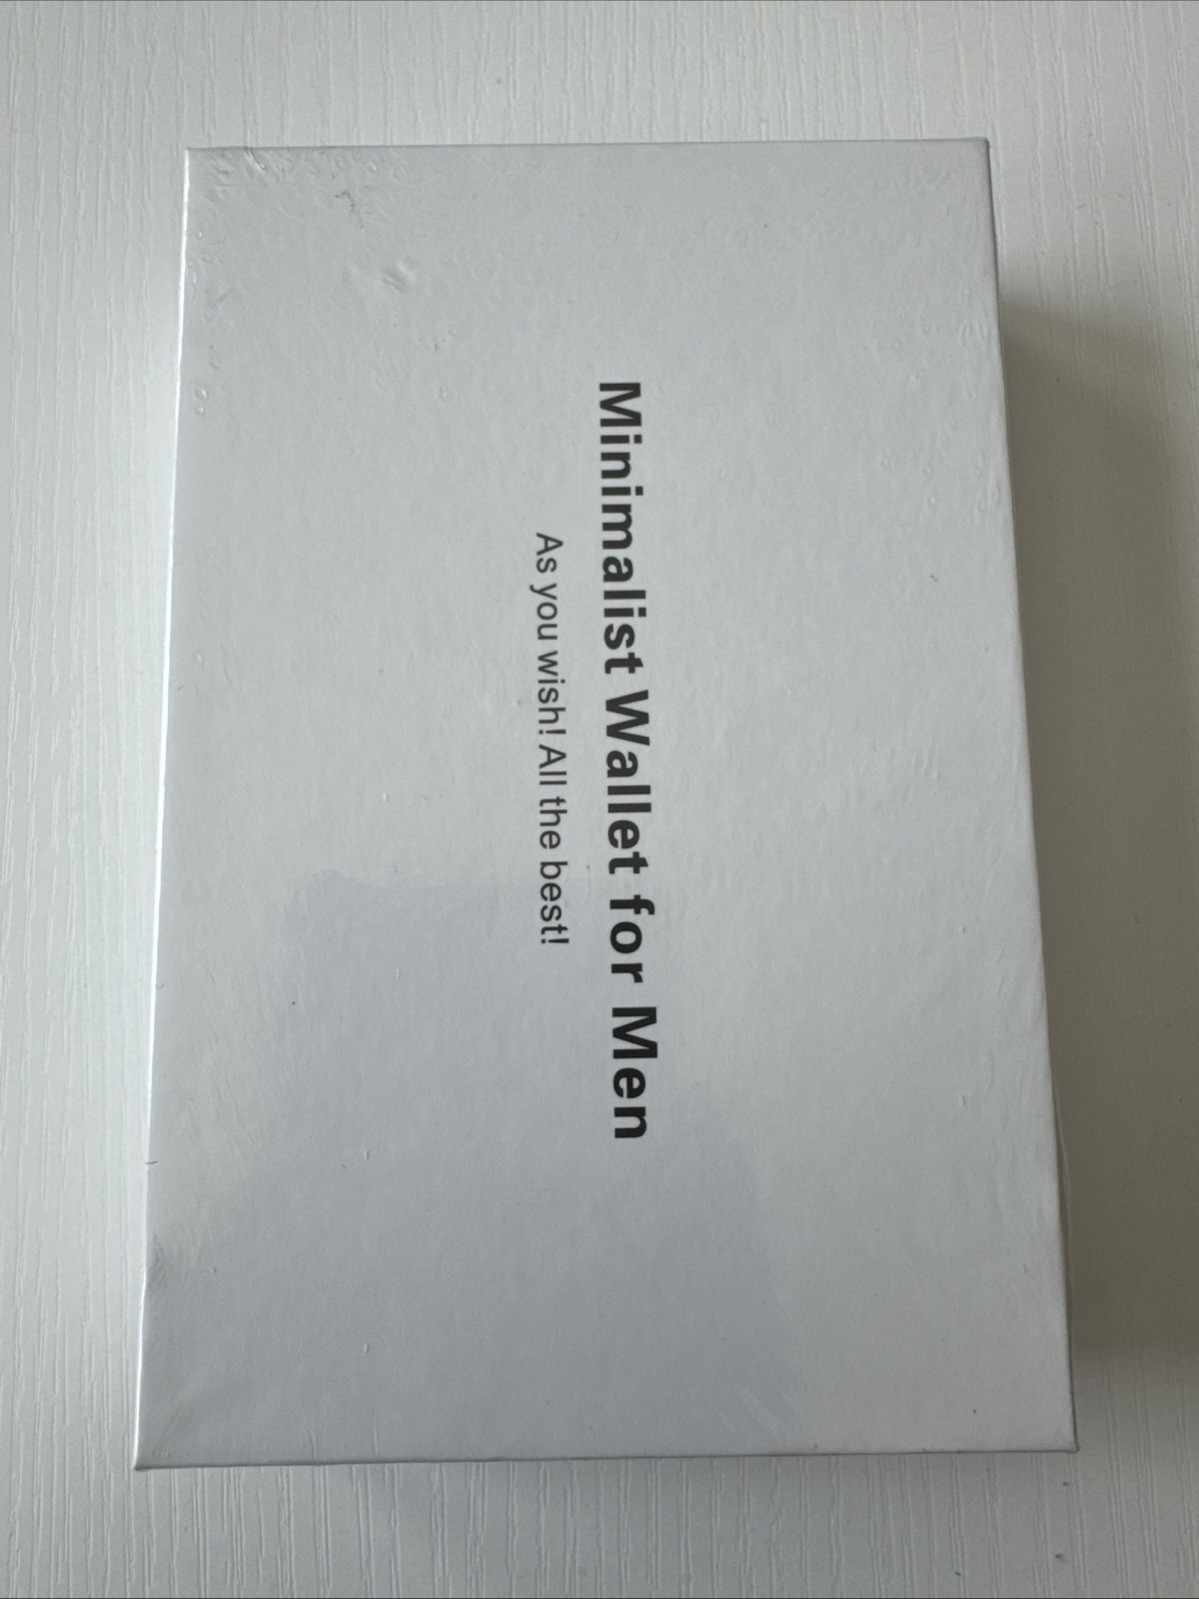 Minimalist Wallet for Men
As you wish! All the best!